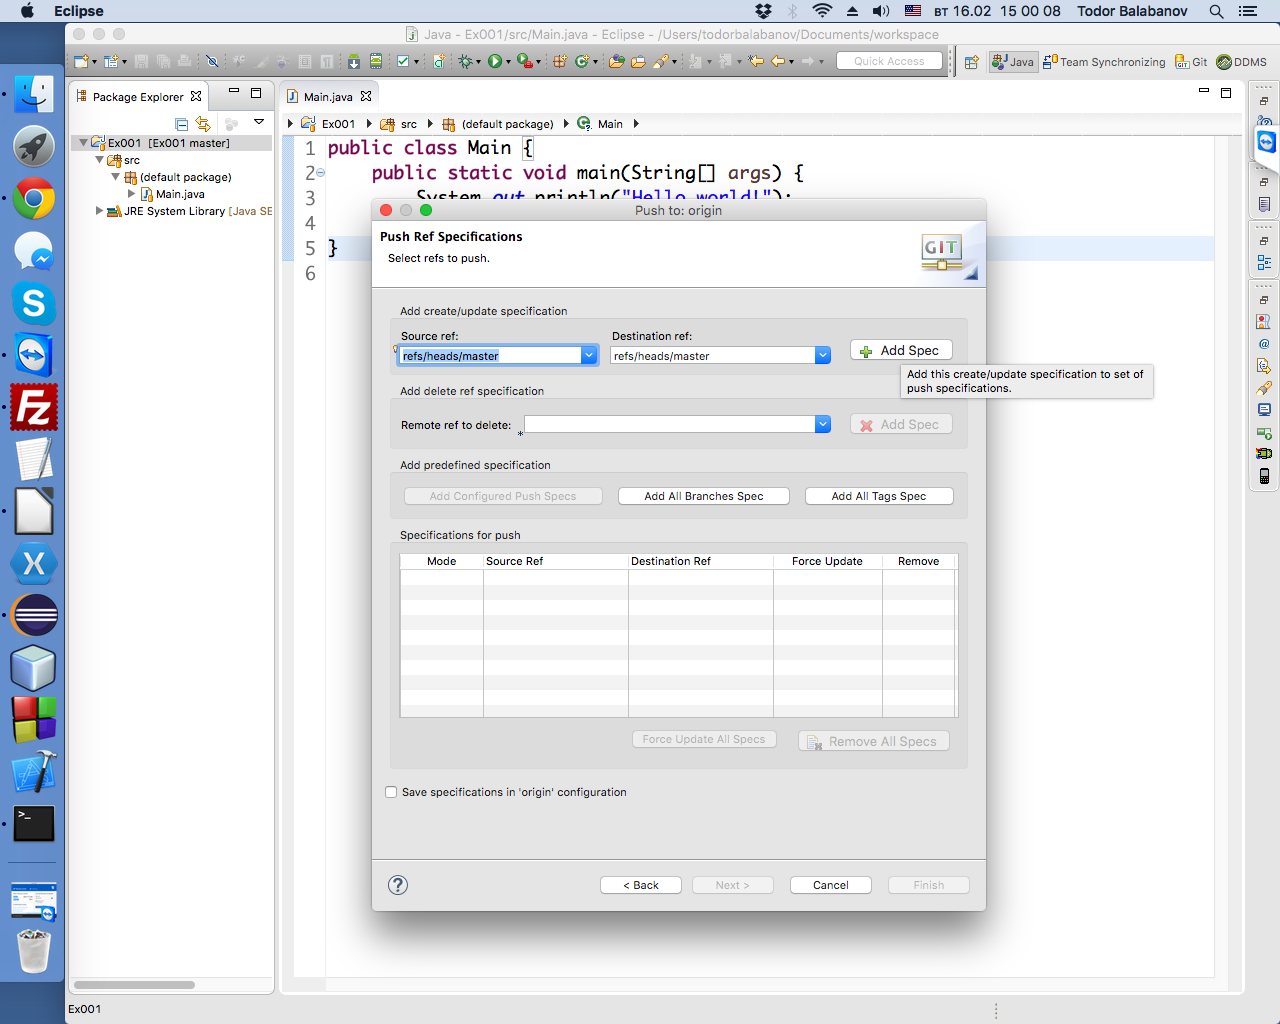 Eclipse
вт 16.02 15 00 08 Todor Balabanov
Java - Ex001/src/Main.java - Eclipse - /Users/todorbalabanov/Documents/workspace
Quick Access
Java
Team Synchronizing
Git
DDMS
Package Explorer
Main.java
Ex001
src
(default package)
Main
Ex001 [Ex001 master]
src
(default package)
Main.java
JRE System Library [Java SE
1 public class Main {
2 public static void main(String[] args) {
3 System.out.println("Hello world!");
4
5 }
6
Push to: origin
Push Ref Specifications
Select refs to push.
GIT
Add create/update specification
Source ref:
Destination ref:
refs/heads/master
refs/heads/master
Add Spec
Add this create/update specification to set of
push specifications.
Add delete ref specification
Remote ref to delete:
Add Spec
Add predefined specification
Add Configured Push Specs
Add All Branches Spec
Add All Tags Spec
Specifications for push
Mode Source Ref Destination Ref Force Update Remove
Force Update All Specs
Remove All Specs
Save specifications in 'origin' configuration
?
< Back
Next >
Cancel
Finish
Ex001